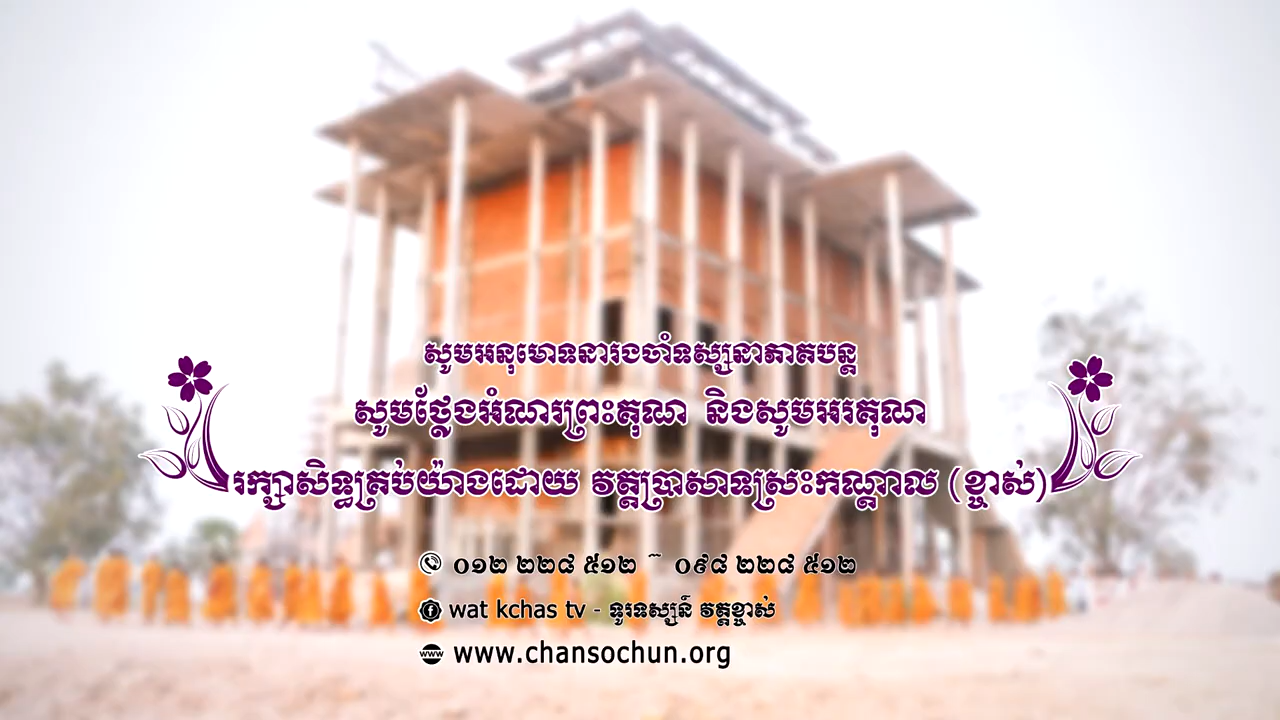 សូមអនុមោទនារងចាំទស្សនាភាគបន្ត
សូមថ្លែងអំណរព្រះគុណ និងសូមអរគុណ
រក្សាសិទ្ធគ្រប់យ៉ាងដោយ វត្តប្រាសាទស្រះកណ្ដាល (ខ្ចាស់)
០១២ ២២៨ ៥១២ ~ ០៩៨ ២២៨ ៥១២
wat kchas tv - ទូរទស្សន៍ វត្តខ្ចាស់
www www.chansochun.org